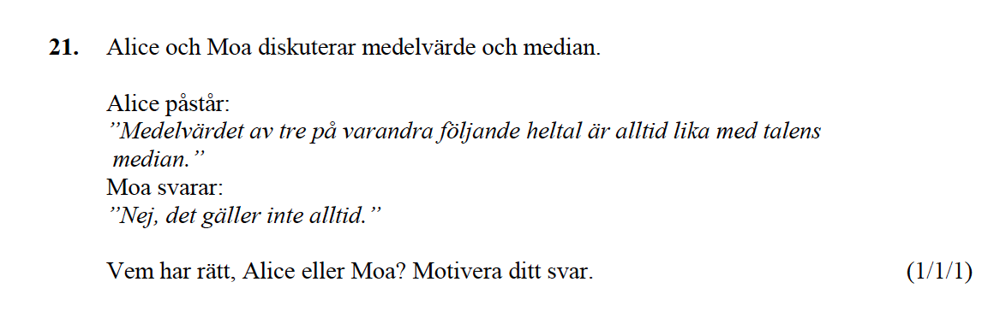 21. Alice och Moa diskuterar medelvärde och median.
Alice påstår:
”Medelvärdet av tre på varandra följande heltal är alltid lika med talens
median.”
Moa svarar:
”Nej, det gäller inte alltid.”
Vem har rätt, Alice eller Moa? Motivera ditt svar. (1/1/1)